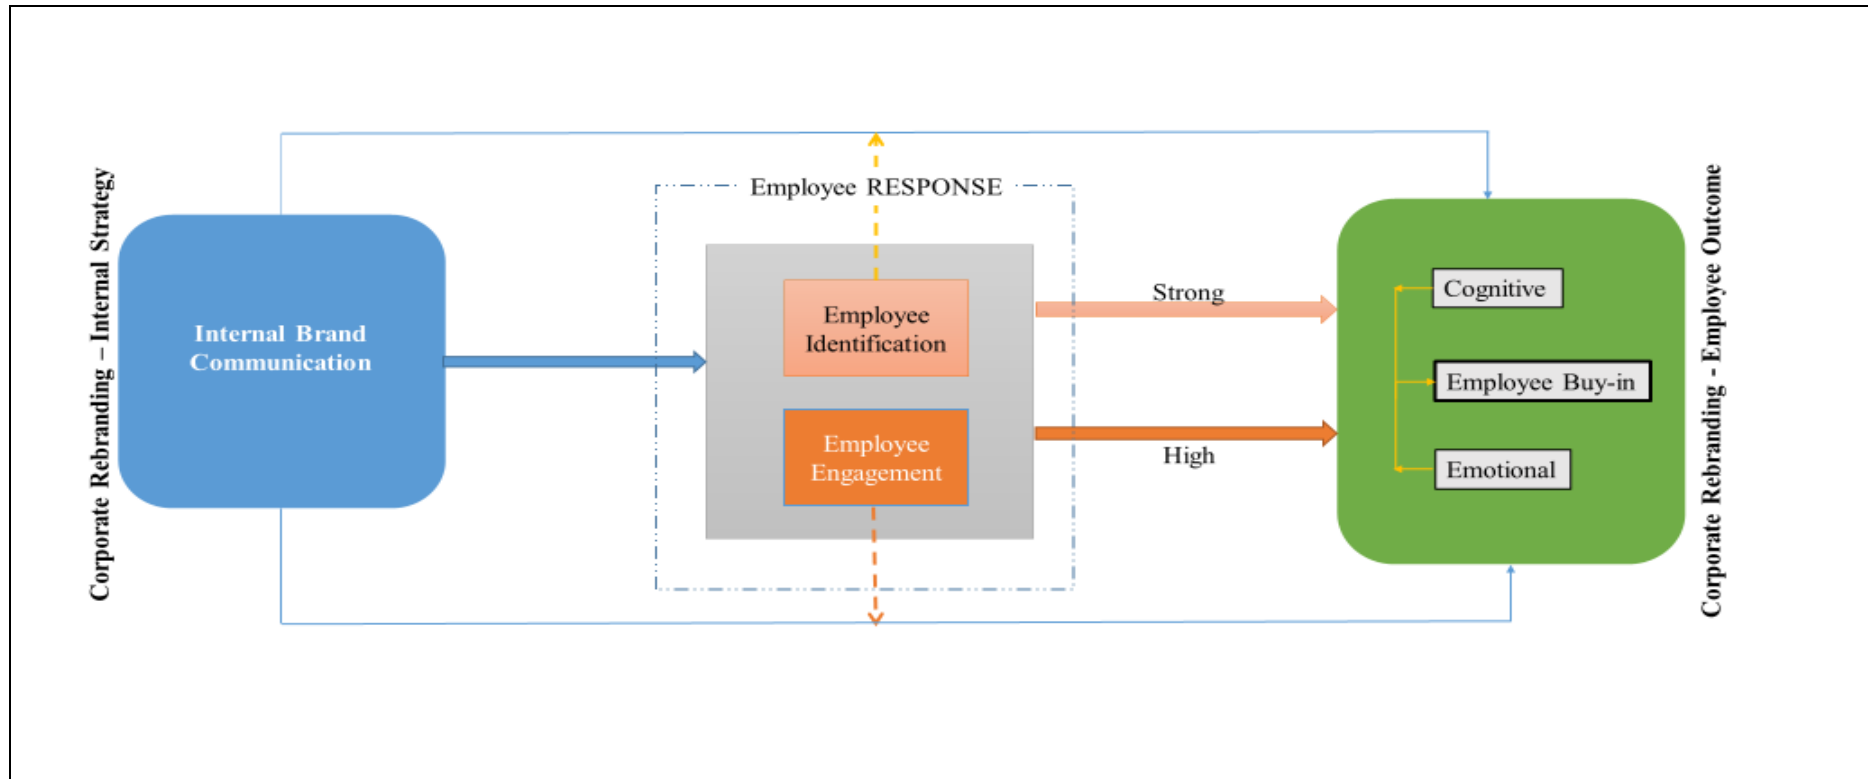 Corporate Rebranding – Internal Strategy
Internal Brand
Communication
Employee RESPONSE
Employee
Identification
Employee
Engagement
Strong
High
Cognitive
Employee Buy-in
Emotional
Corporate Rebranding - Employee Outcome